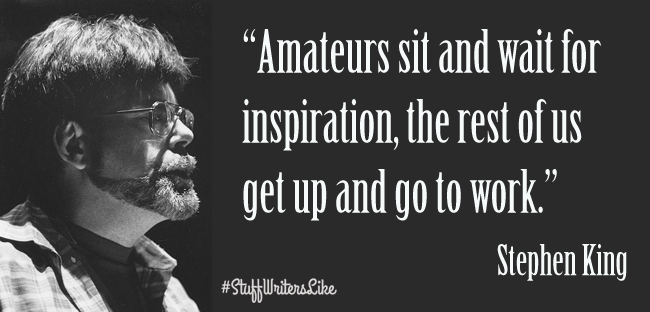 “Amateurs sit and wait for
inspiration, the rest of us
get up and go to work.”
Stephen King
#StuffWritersLike